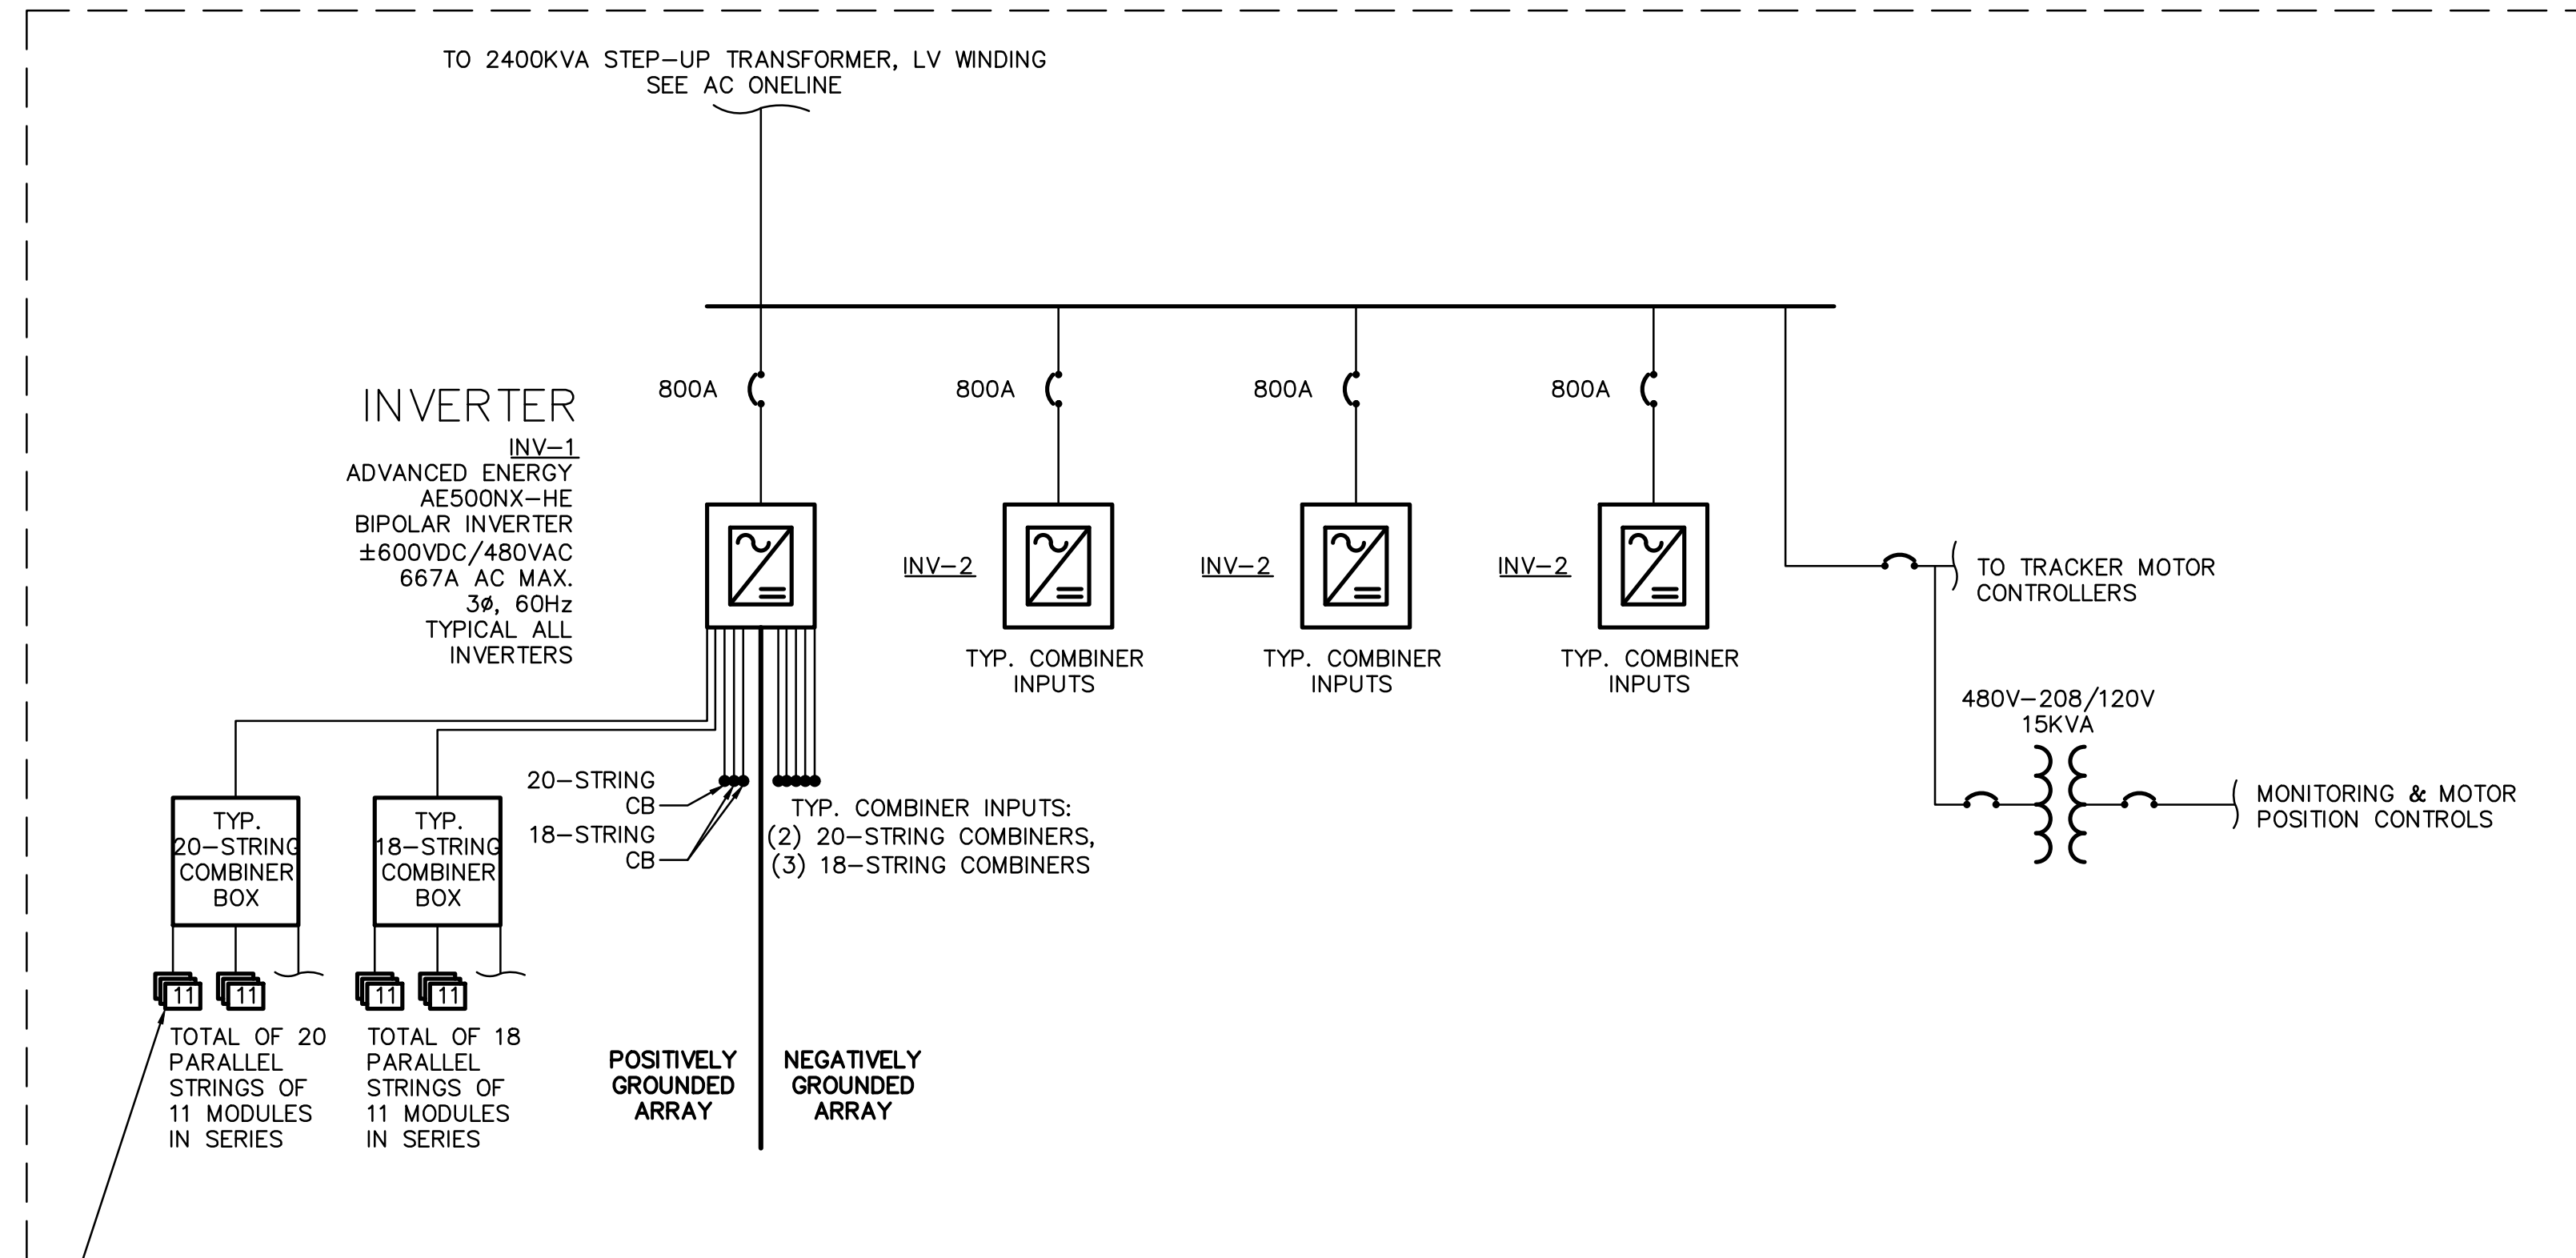 TO 2400KVA STEP-UP TRANSFORMER, LV WINDING
SEE AC ONELINE
800A
800A
800A
800A
INVERTER
INV-1
ADVANCED ENERGY
AE500NX-HE
BIPOLAR INVERTER
±600VDC/480VAC
667A AC MAX.
3ø, 60Hz
TYPICAL ALL
INVERTERS
INV-2
INV-2
INV-2
TYP. COMBINER
INPUTS
TYP. COMBINER
INPUTS
TYP. COMBINER
INPUTS
TO TRACKER MOTOR
CONTROLLERS
480V-208/120V
15KVA
MONITORING & MOTOR
POSITION CONTROLS
20-STRING
CB
18-STRING
CB
TYP. COMBINER INPUTS:
(2) 20-STRING COMBINERS,
(3) 18-STRING COMBINERS
TYP.
20-STRING
COMBINER
BOX
TYP.
18-STRING
COMBINER
BOX
11
11
11
11
TOTAL OF 20
PARALLEL
STRINGS OF
11 MODULES
IN SERIES
TOTAL OF 18
PARALLEL
STRINGS OF
11 MODULES
IN SERIES
POSITIVELY
GROUNDED
ARRAY
NEGATIVELY
GROUNDED
ARRAY